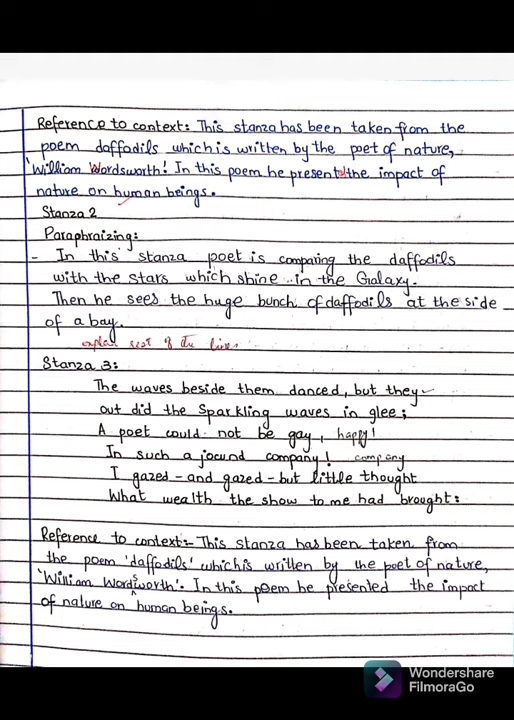 Reference to context: This stanza has been taken from the
poem daffodils which is written by the poet of nature,
'William Wordsworth! In this poem he present the impact of
nature on human beings.
Stanza 2
Paraphraizing:
- In this stanza poet is comparing the daffodils
with the stars which shine in the Galaxy.
Then he sees the huge bunch of daffodils at the side
of a bay.
explain rest of the lines
Stanza 3:
The waves beside them danced, but they
out did the sparkling waves in glee;
A poet could not be gay, happy!
In such a jocund company! company
I gazed - and gazed - but little thought
What wealth the show to me had brought:
Reference to context:- This stanza has been taken from
the poem 'daffodils' which is written by the poet of nature,
'William Wordsworth'. In this poem he presented the impact
of nature on human beings.
Wondershare
FilmoraGo